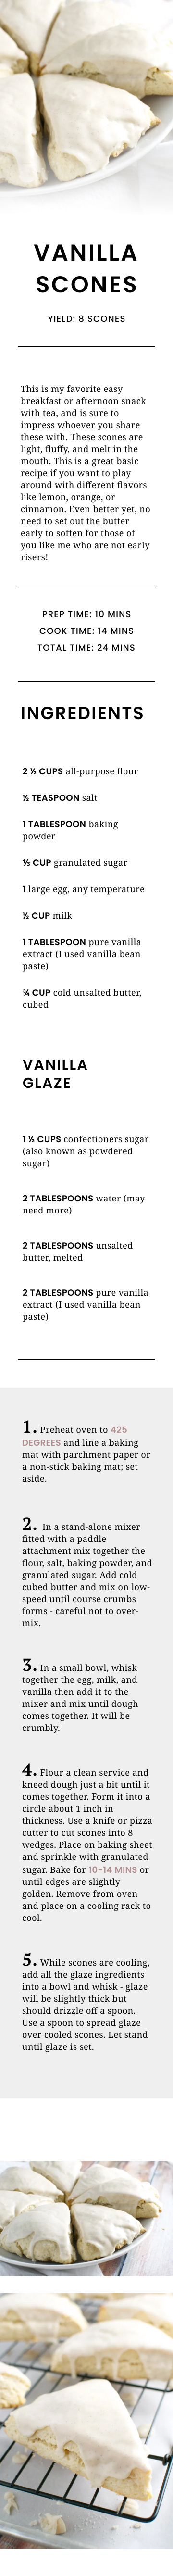 VANILLA
SCONES
YIELD: 8 SCONES
This is my favorite easy
breakfast or afternoon snack
with tea, and is sure to
impress whoever you share
these with. These scones are
light, fluffy, and melt in the
mouth. This is a great basic
recipe if you want to play
around with different flavors
like lemon, orange, or
cinnamon. Even better yet, no
need to set out the butter
early to soften for those of
you like me who are not early
risers!
PREP TIME: 10 MINS
COOK TIME: 14 MINS
TOTAL TIME: 24 MINS
INGREDIENTS
2 ½ CUPS all-purpose flour
½ TEASPOON salt
1 TABLESPOON baking
powder
⅓ CUP granulated sugar
1 large egg, any temperature
½ CUP milk
1 TABLESPOON pure vanilla
extract (I used vanilla bean
paste)
¾ CUP cold unsalted butter,
cubed
VANILLA
GLAZE
1 ½ CUPS confectioners sugar
(also known as powdered
sugar)
2 TABLESPOONS water (may
need more)
2 TABLESPOONS unsalted
butter, melted
2 TABLESPOONS pure vanilla
extract (I used vanilla bean
paste)
1. Preheat oven to 425
DEGREES and line a baking
mat with parchment paper or
a non-stick baking mat; set
aside.
2. In a stand-alone mixer
fitted with a paddle
attachment mix together the
flour, salt, baking powder, and
granulated sugar. Add cold
cubed butter and mix on low-
speed until course crumbs
forms - careful not to over-
mix.
3. In a small bowl, whisk
together the egg, milk, and
vanilla then add it to the
mixer and mix until dough
comes together. It will be
crumbly.
4. Flour a clean service and
kneed dough just a bit until it
comes together. Form it into a
circle about 1 inch in
thickness. Use a knife or pizza
cutter to cut scones into 8
wedges. Place on baking sheet
and sprinkle with granulated
sugar. Bake for 10-14 MINS or
until edges are slightly
golden. Remove from oven
and place on a cooling rack to
cool.
5. While scones are cooling,
add all the glaze ingredients
into a bowl and whisk - glaze
will be slightly thick but
should drizzle off a spoon.
Use a spoon to spread glaze
over cooled scones. Let stand
until glaze is set.